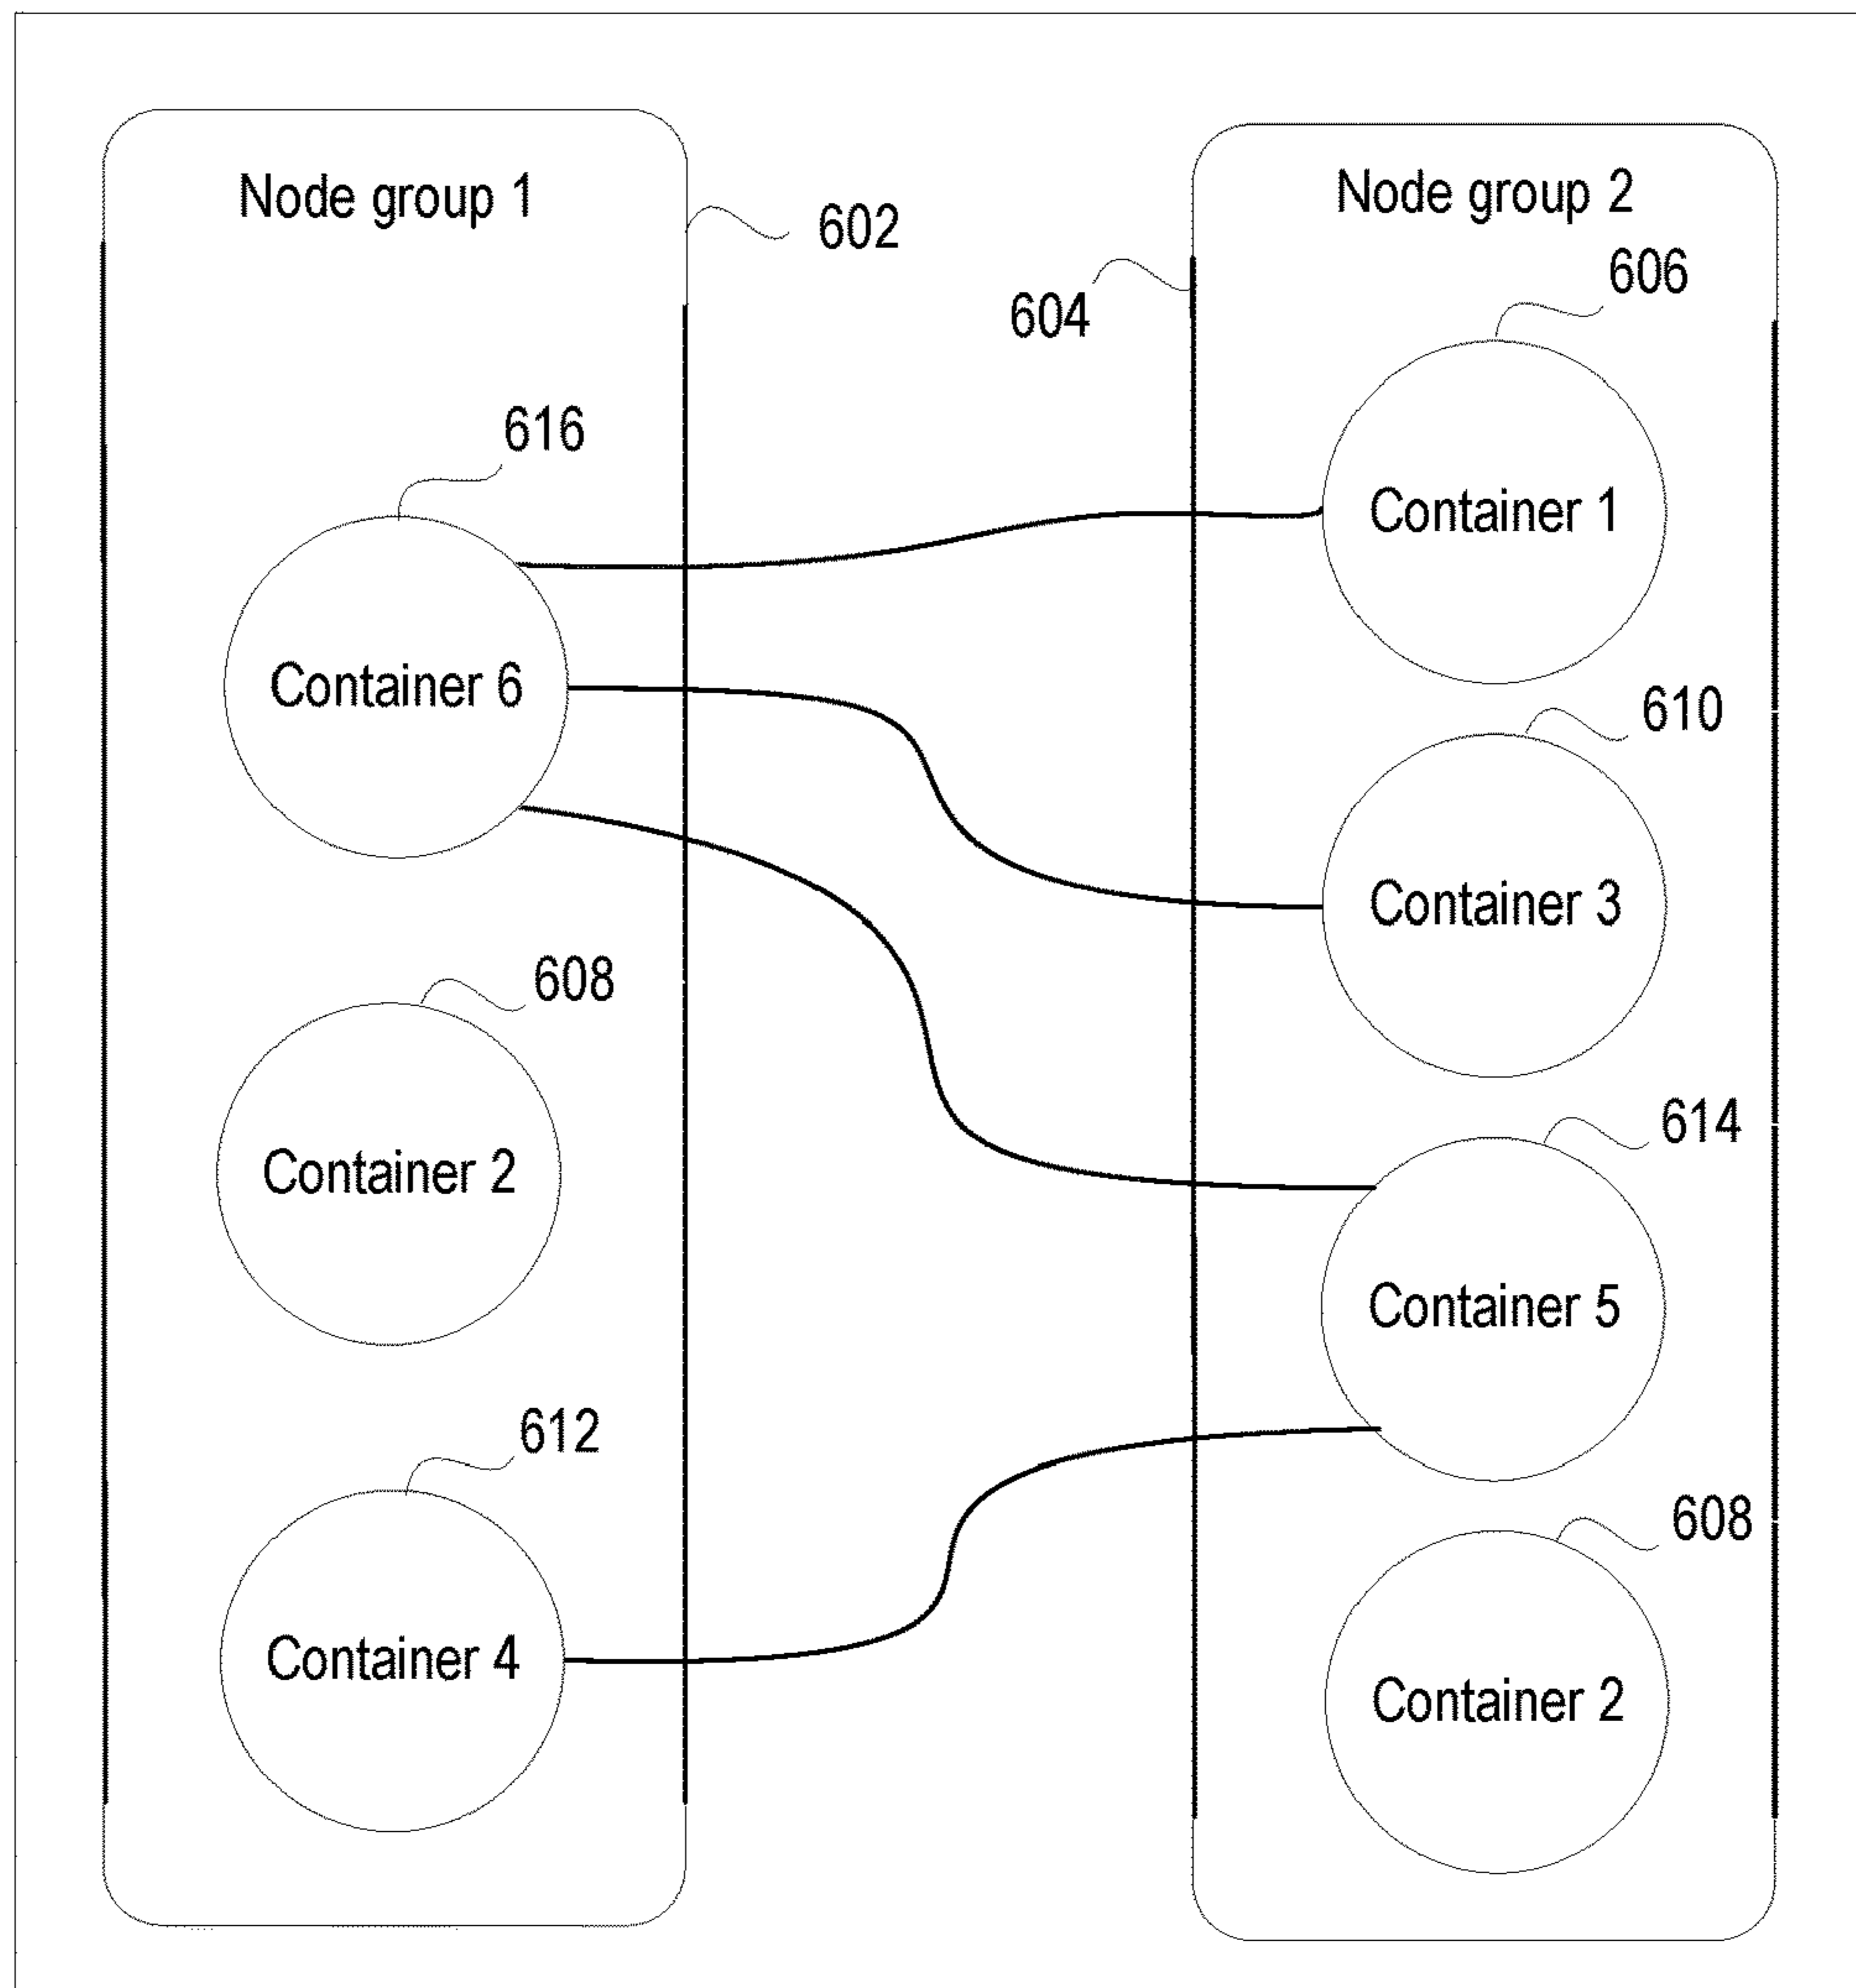 Node group 1
602
616
Container 6
608
Container 2
612
Container 4
Node group 2
604
606
Container 1
610
Container 3
614
Container 5
608
Container 2